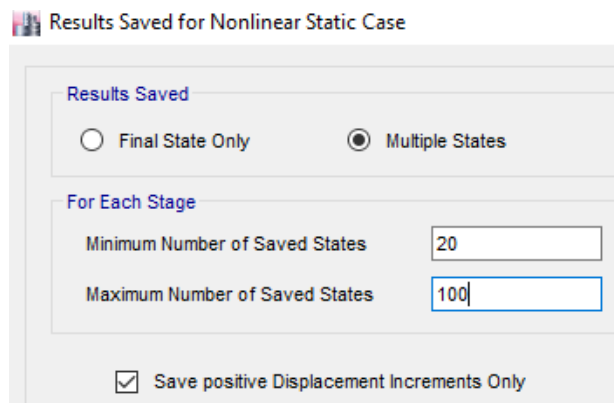 Results Saved for Nonlinear Static Case
Results Saved
Final State Only Multiple States
For Each Stage
Minimum Number of Saved States 20
Maximum Number of Saved States 100
Save positive Displacement Increments Only